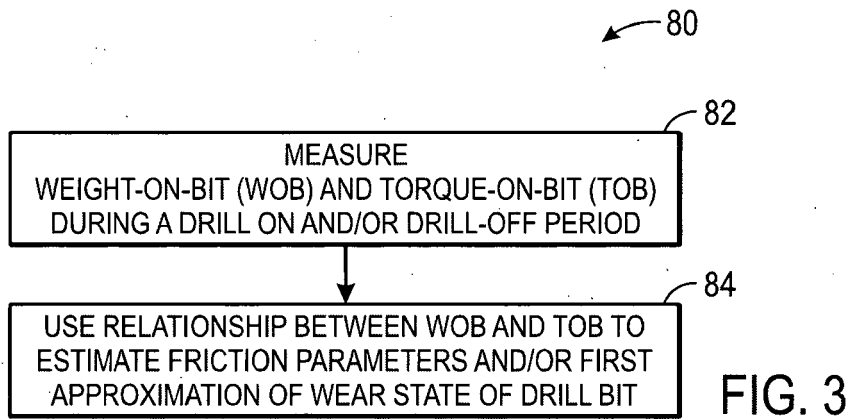 80
82
MEASURE
WEIGHT-ON-BIT (WOB) AND TORQUE-ON-BIT (TOB)
DURING A DRILL ON AND/OR DRILL-OFF PERIOD
84
USE RELATIONSHIP BETWEEN WOB AND TOB TO
ESTIMATE FRICTION PARAMETERS AND/OR FIRST
APPROXIMATION OF WEAR STATE OF DRILL BIT
FIG. 3